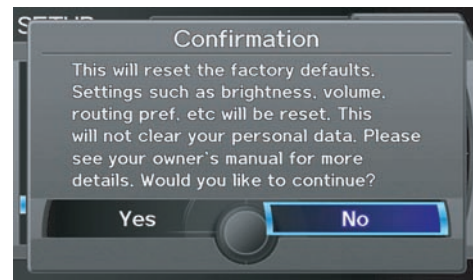 SETUP
Confirmation
This will reset the factory defaults.
Settings such as brightness, volume,
routing pref, etc will be reset. This
will not clear your personal data. Please
see your owner's manual for more
details. Would you like to continue?
Yes
No